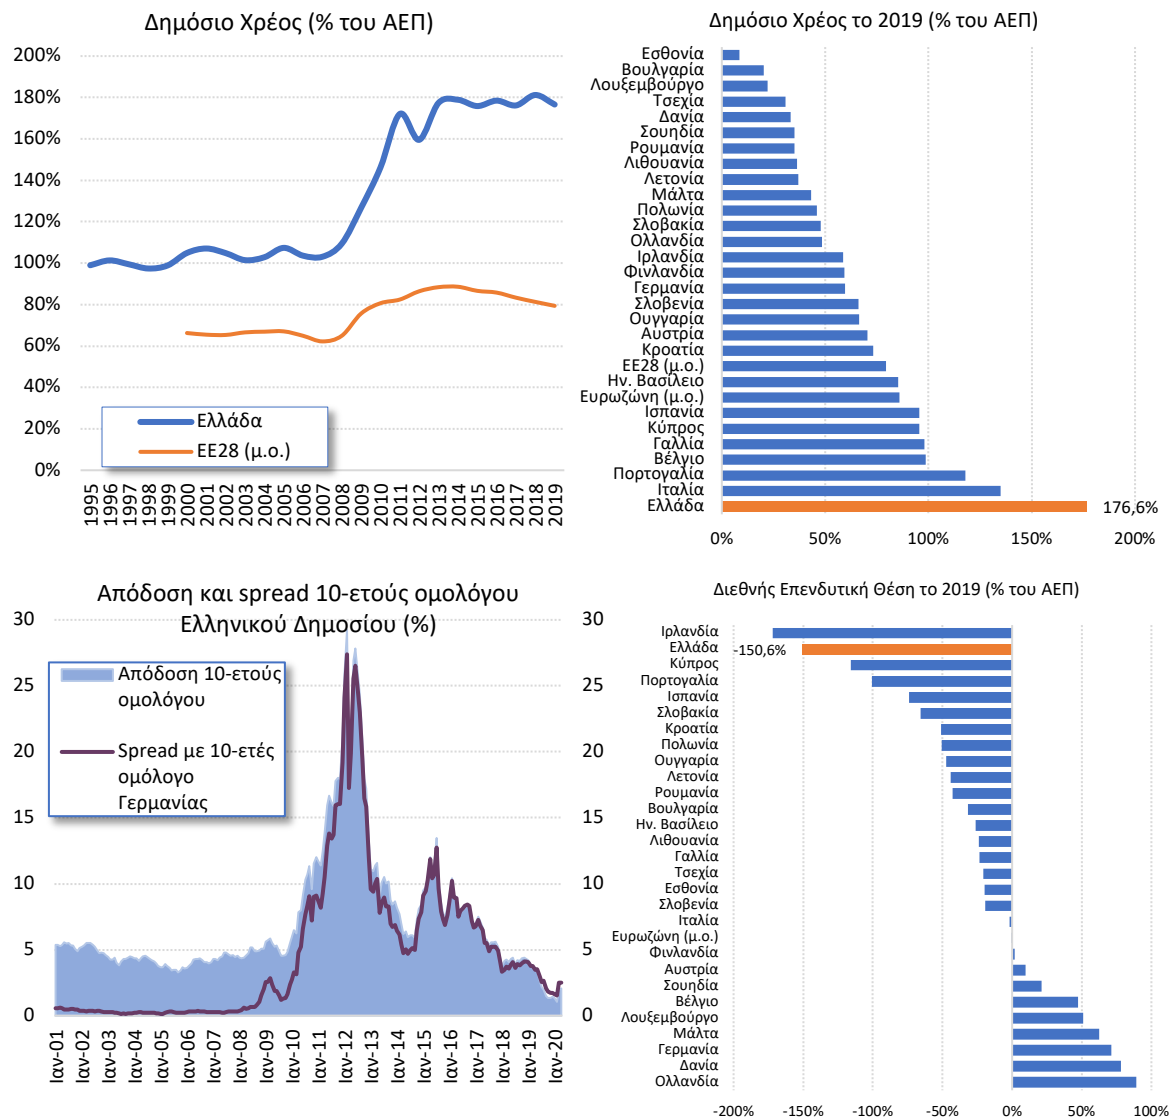 Δημόσιο Χρέος (% του ΑΕΠ)
200%
180%
160%
140%
120%
100%
80%
60%
40%
20%
0%
Ελλάδα
ΕΕ28 (μ.ο.)
1995
1996
1997
1998
1999
2000
2001
2002
2003
2004
2005
2006
2007
2008
2009
2010
2011
2012
2013
2014
2015
2016
2017
2018
2019
Δημόσιο Χρέος το 2019 (% του ΑΕΠ)
Εσθονία
Βουλγαρία
Λουξεμβούργο
Τσεχία
Δανία
Σουηδία
Ρουμανία
Λιθουανία
Λετονία
Μάλτα
Πολωνία
Σλοβακία
Ολλανδία
Ιρλανδία
Φινλανδία
Γερμανία
Σλοβενία
Ουγγαρία
Αυστρία
Κροατία
ΕΕ28 (μ.ο.)
Ην. Βασίλειο
Ευρωζώνη (μ.ο.)
Ισπανία
Κύπρος
Γαλλία
Βέλγιο
Πορτογαλία
Ιταλία
Ελλάδα 176,6%
0% 50% 100% 150% 200%
Απόδοση και spread 10-ετούς ομολόγου
Ελληνικού Δημοσίου (%)
30 30
25 25
20 20
15 15
10 10
5 5
0 0
Απόδοση 10-ετούς
ομολόγου
Spread με 10-ετές
ομόλογο
Γερμανίας
Ιαν-01
Ιαν-02
Ιαν-03
Ιαν-04
Ιαν-05
Ιαν-06
Ιαν-07
Ιαν-08
Ιαν-09
Ιαν-10
Ιαν-11
Ιαν-12
Ιαν-13
Ιαν-14
Ιαν-15
Ιαν-16
Ιαν-17
Ιαν-18
Ιαν-19
Ιαν-20
Διεθνής Επενδυτική Θέση το 2019 (% του ΑΕΠ)
Ιρλανδία
Ελλάδα
-150,6%
Κύπρος
Πορτογαλία
Ισπανία
Σλοβακία
Κροατία
Πολωνία
Ουγγαρία
Λετονία
Ρουμανία
Βουλγαρία
Ην. Βασίλειο
Λιθουανία
Γαλλία
Τσεχία
Εσθονία
Σλοβενία
Ιταλία
Ευρωζώνη (μ.ο.)
Φινλανδία
Αυστρία
Σουηδία
Βέλγιο
Λουξεμβούργο
Μάλτα
Γερμανία
Δανία
Ολλανδία
-200% -150% -100% -50% 0% 50% 100%